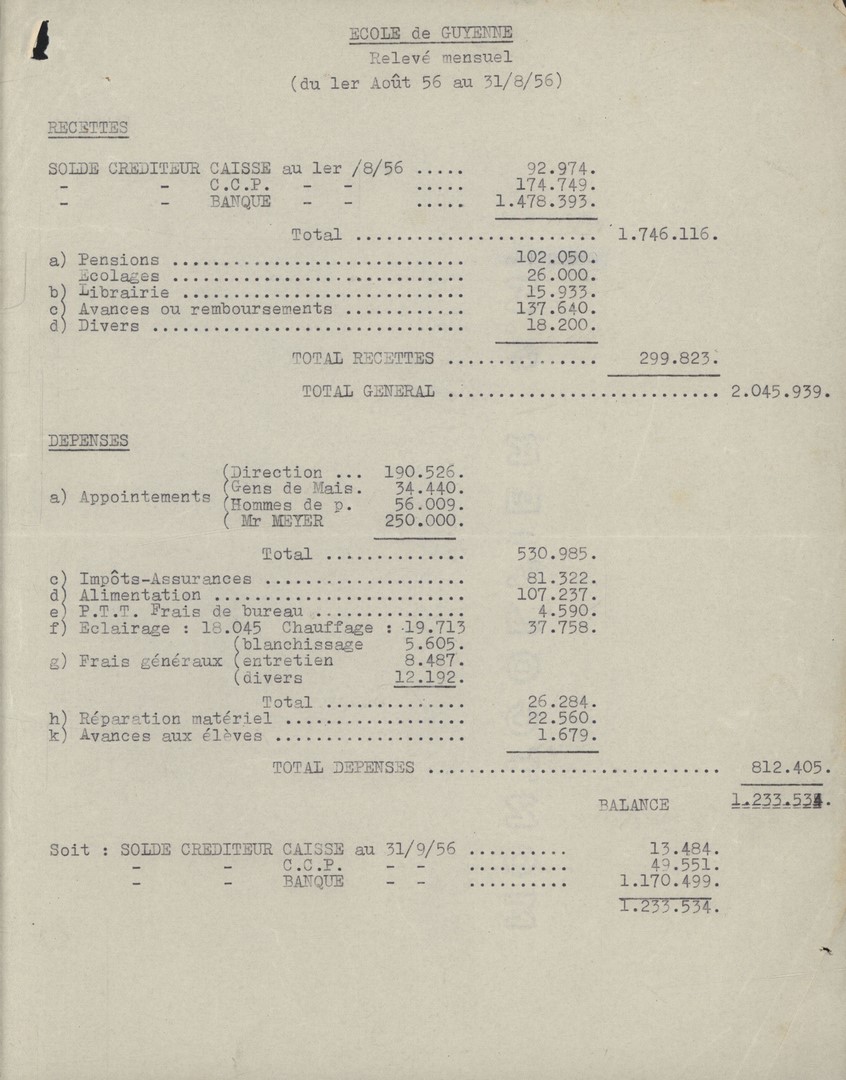 ECOLE de GUYENNE
Relevé mensuel
(du 1er Août 56 au 31/8/56)
RECETTES
SOLDE CREDITEUR CAISSE au 1er /8/56 ..... 92.974.
- - C.C.P. - - ..... 174.749.
- - BANQUE - - ..... 1.478.393.
Total ........................ 1.746.116.
a) Pensions ............................. 102.050.
Ecolages ............................. 26.000.
b) Librairie ............................ 15.933.
c) Avances ou remboursements ............ 137.640.
d) Divers ............................... 18.200.
TOTAL RECETTES ............... 299.823.
TOTAL GENERAL ........................... 2.045.939.
DEPENSES
(Direction ... 190.526.
a) Appointements (Gens de Mais. 34.440.
(Hommes de p. 56.009.
( Mr MEYER 250.000.
Total .............. 530.985.
c) Impôts-Assurances .................... 81.322.
d) Alimentation ......................... 107.237.
e) P.T.T. Frais de bureau ............... 4.590.
f) Eclairage : 18.045 Chauffage : -19.713 37.758.
(blanchissage 5.605.
g) Frais généraux (entretien 8.487.
(divers 12.192.
Total .............. 26.284.
h) Réparation matériel .................. 22.560.
k) Avances aux élèves ................... 1.679.
TOTAL DEPENSES ............................. 812.405.
BALANCE 1.233.534.
Soit : SOLDE CREDITEUR CAISSE au 31/9/56 .......... 13.484.
- - C.C.P. - - .......... 49.551.
- - BANQUE - - .......... 1.170.499.
1.233.534.